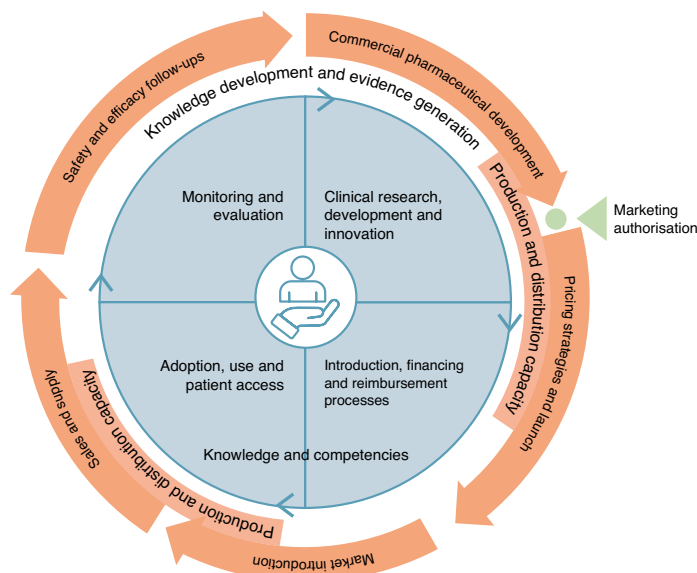 Commercial pharmaceutical development
Safety and efficacy follow-ups
Knowledge development and evidence generation
Monitoring and
evaluation
Clinical research,
development and
innovation
Production and distribution capacity
Marketing
authorisation
Pricing strategies and launch
Adoption, use and
patient access
Introduction, financing
and reimbursement
processes
Knowledge and competencies
Sales and supply
Production and distribution capacity
Market introduction